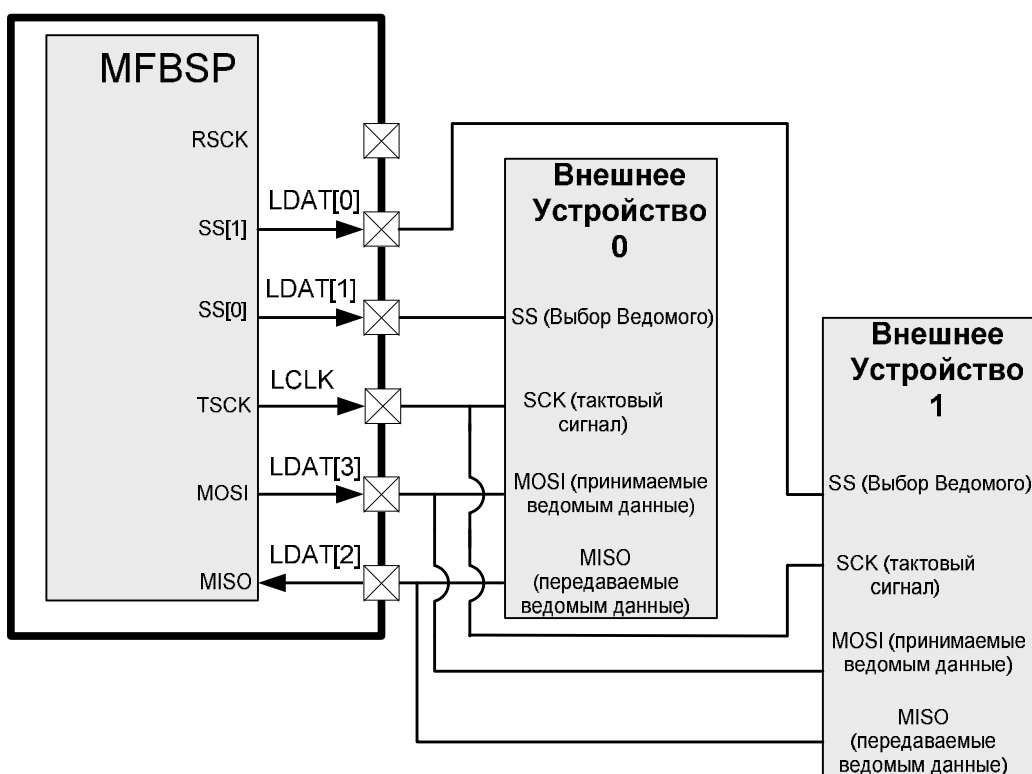 MFBSP
RSCK
LDAT[0]
SS[1]
LDAT[1]
SS[0]
LCLK
TSCK
LDAT[3]
MOSI
LDAT[2]
MISO
Внешнее
Устройство
0
SS (Выбор Ведомого)
SCK (тактовый
сигнал)
MOSI (принимаемые
ведомым данные)
MISO
(передаваемые
ведомым данные)
Внешнее
Устройство
1
SS (Выбор Ведомого)
SCK (тактовый
сигнал)
MOSI (принимаемые
ведомым данные)
MISO
(передаваемые
ведомым данные)